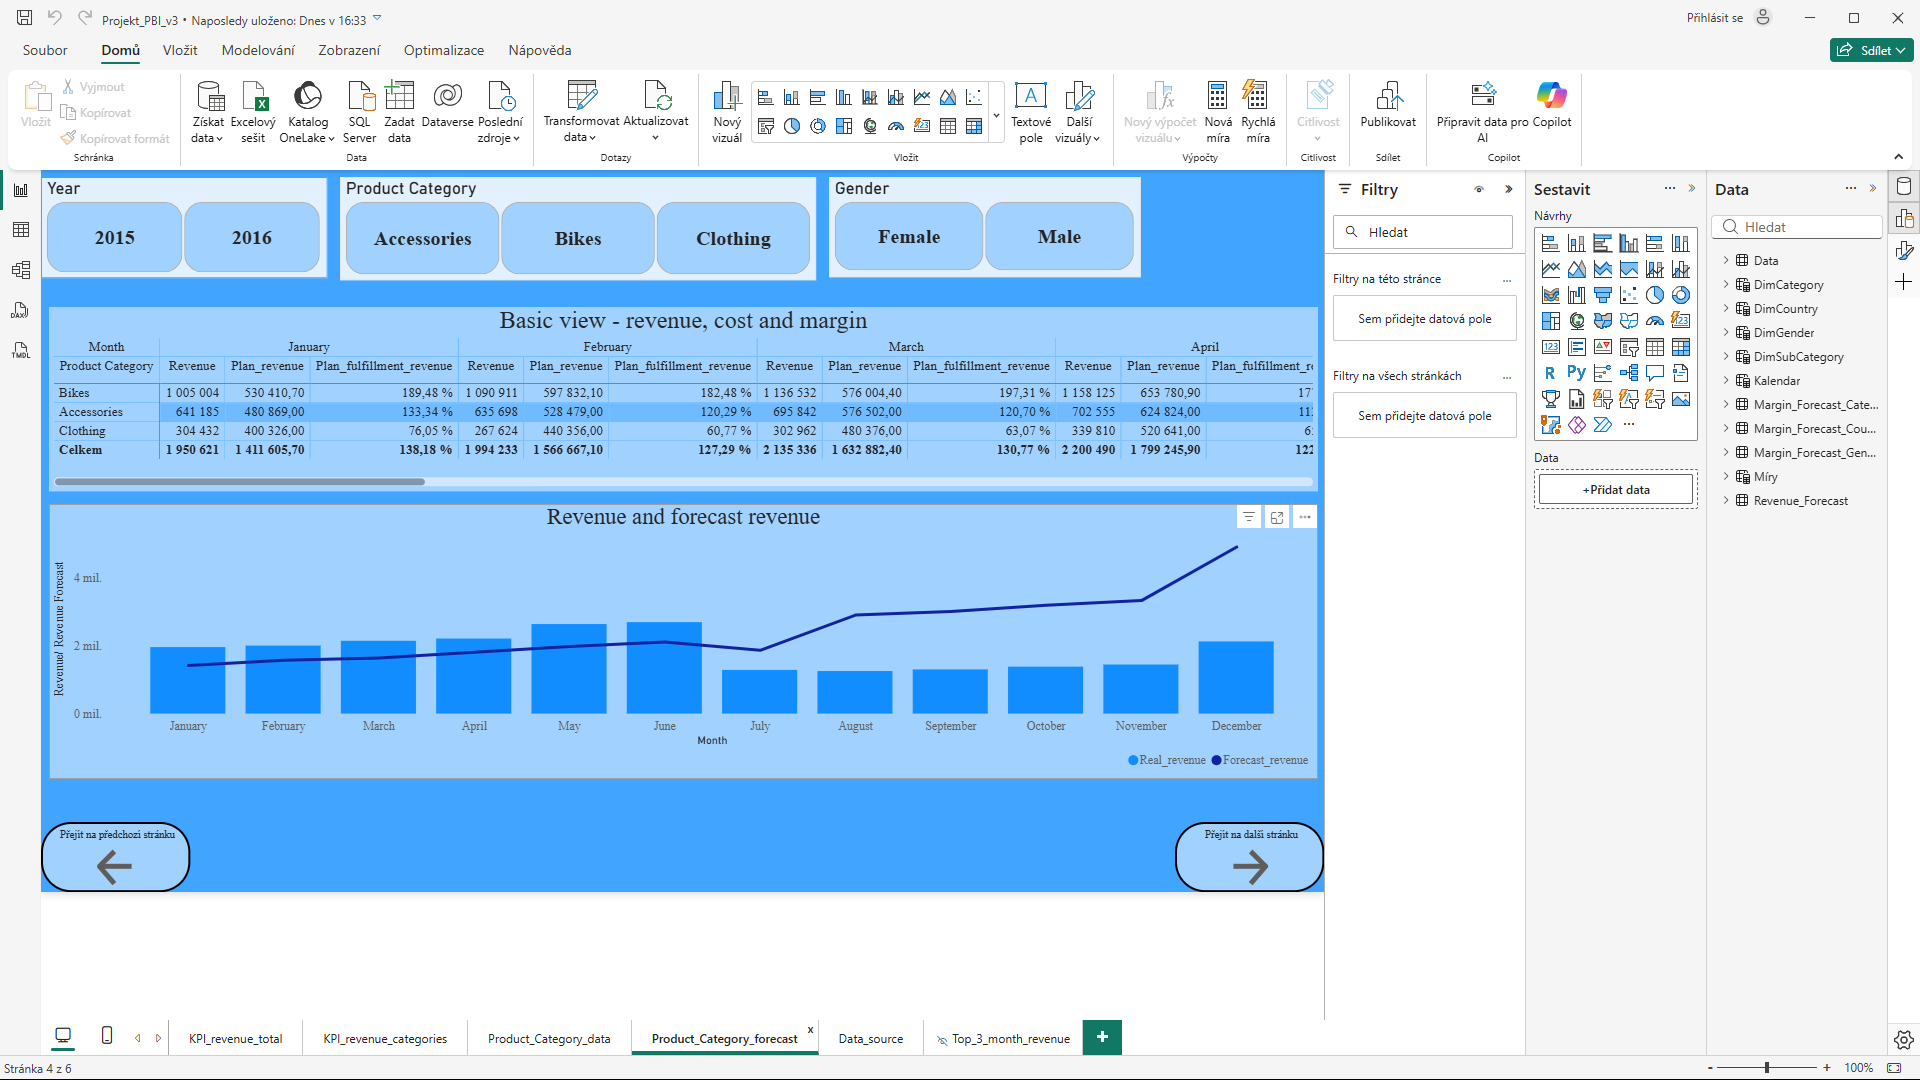 Projekt_PBI_v3 • Naposledy uloženo: Dnes v 16:33
Přihlásit se
Soubor Domů Vložit Modelování Zobrazení Optimalizace Nápověda
Sdílet
Vložit
Vyjmout
Kopírovat
Kopírovat formát
Schránka
Získat data
Excelový sešit
Katalog OneLake
SQL Server
Zadat data
Dataverse
Poslední zdroje
Data
Transformovat data
Aktualizovat
Dotazy
Nový vizuál
Textové pole
Další vizuály
Vložit
Nový výpočet vizuálu
Nová míra
Rychlá míra
Výpočty
Citlivost
Citlivost
Publikovat
Sdílet
Připravit data pro AI
Copilot
Copilot
Year
2015 2016
Product Category
Accessories Bikes Clothing
Gender
Female Male
Basic view - revenue, cost and margin
Month January February March April
Product Category Revenue Plan_revenue Plan_fulfillment_revenue Revenue Plan_revenue Plan_fulfillment_revenue Revenue Plan_revenue Plan_fulfillment_revenue Revenue Plan_revenue Plan_fulfillment_r
Bikes 1 005 004 530 410,70 189,48 % 1 090 911 597 832,10 182,48 % 1 136 532 576 004,40 197,31 % 1 158 125 653 780,90 17
Accessories 641 185 480 869,00 133,34 % 635 698 528 479,00 120,29 % 695 842 576 502,00 120,70 % 702 555 624 824,00 11
Clothing 304 432 400 326,00 76,05 % 267 624 440 356,00 60,77 % 302 962 480 376,00 63,07 % 339 810 520 641,00 6
Celkem 1 950 621 1 411 605,70 138,18 % 1 994 233 1 566 667,10 127,29 % 2 135 336 1 632 882,40 130,77 % 2 200 490 1 799 245,90 122
Revenue and forecast revenue
Revenue/ Revenue Forecast
4 mil.
2 mil.
0 mil.
January February March April May June July August September October November December
Month
Real_revenue Forecast_revenue
Přejít na předchozí stránku
Přejít na další stránku
Filtry
Hledat
Filtry na této stránce
Sem přidejte datová pole
Filtry na všech stránkách
Sem přidejte datová pole
Sestavit
Návrhy
123
R Py
Data
+Přidat data
Data
Hledat
Data
DimCategory
DimCountry
DimGender
DimSubCategory
Kalendar
Margin_Forecast_Cate...
Margin_Forecast_Cou...
Margin_Forecast_Gen...
Míry
Revenue_Forecast
DAX
TMDL
KPI_revenue_total KPI_revenue_categories Product_Category_data Product_Category_forecast x Data_source Top_3_month_revenue +
Stránka 4 z 6
- + 100%